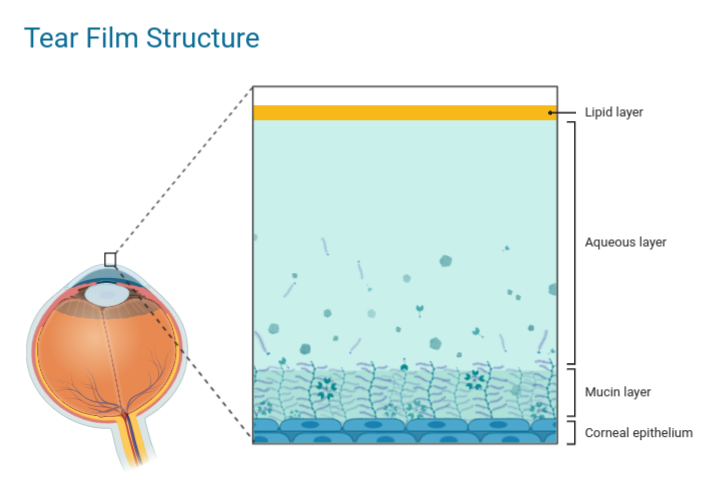 Tear Film Structure
Lipid layer
Aqueous layer
Mucin layer
Corneal epithelium